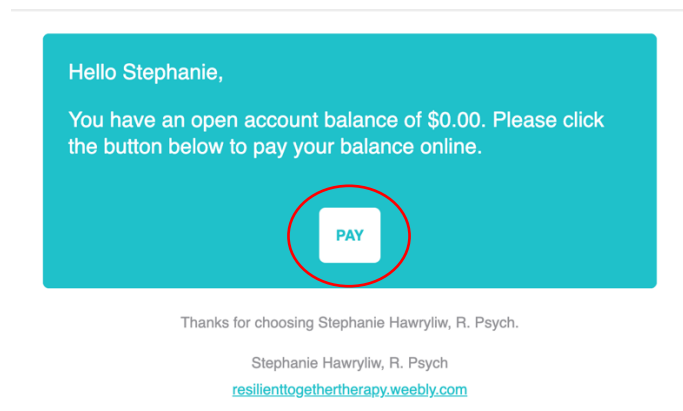 Hello Stephanie,
You have an open account balance of $0.00. Please click
the button below to pay your balance online.
PAY
Thanks for choosing Stephanie Hawryliw, R. Psych.
Stephanie Hawryliw, R. Psych
resilienttogethertherapy.weebly.com